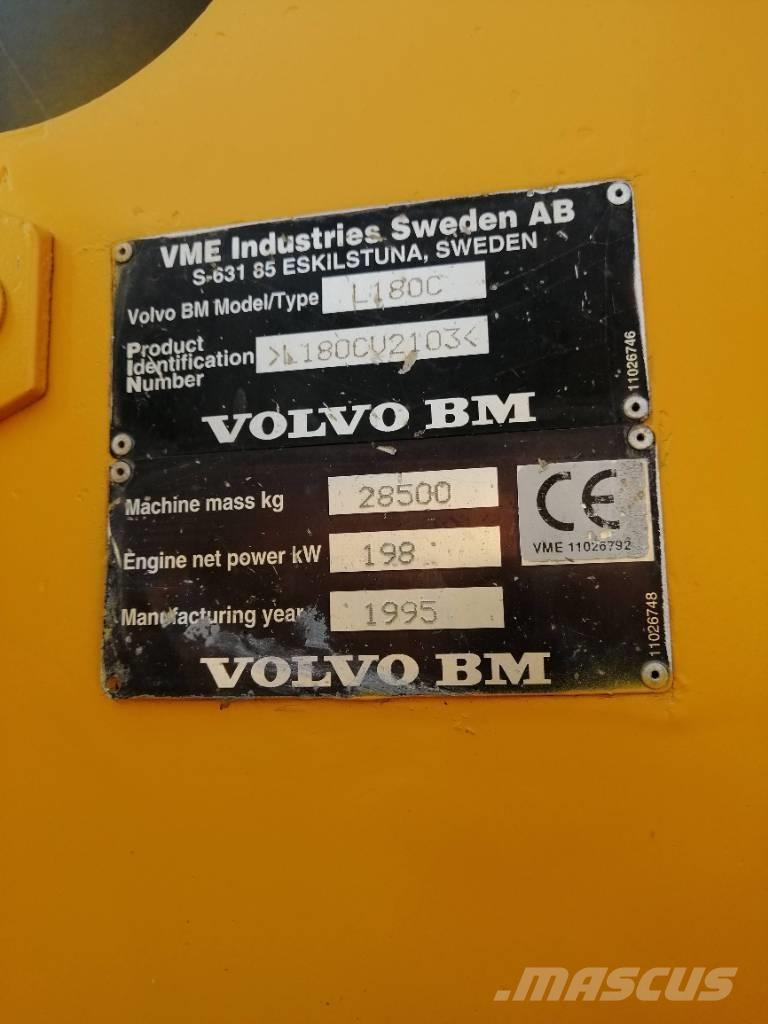 VME Industries Sweden AB
S-631 85 ESKILSTUNA, SWEDEN
Volvo BM Model/Type L180C
Product
Identification >L180CV2103<
Number
11026746
VOLVO BM
Machine mass kg 28500
CE
VME 11026792
Engine net power kW 198
Manufacturing year 1995
11026748
VOLVO BM
MASCUS